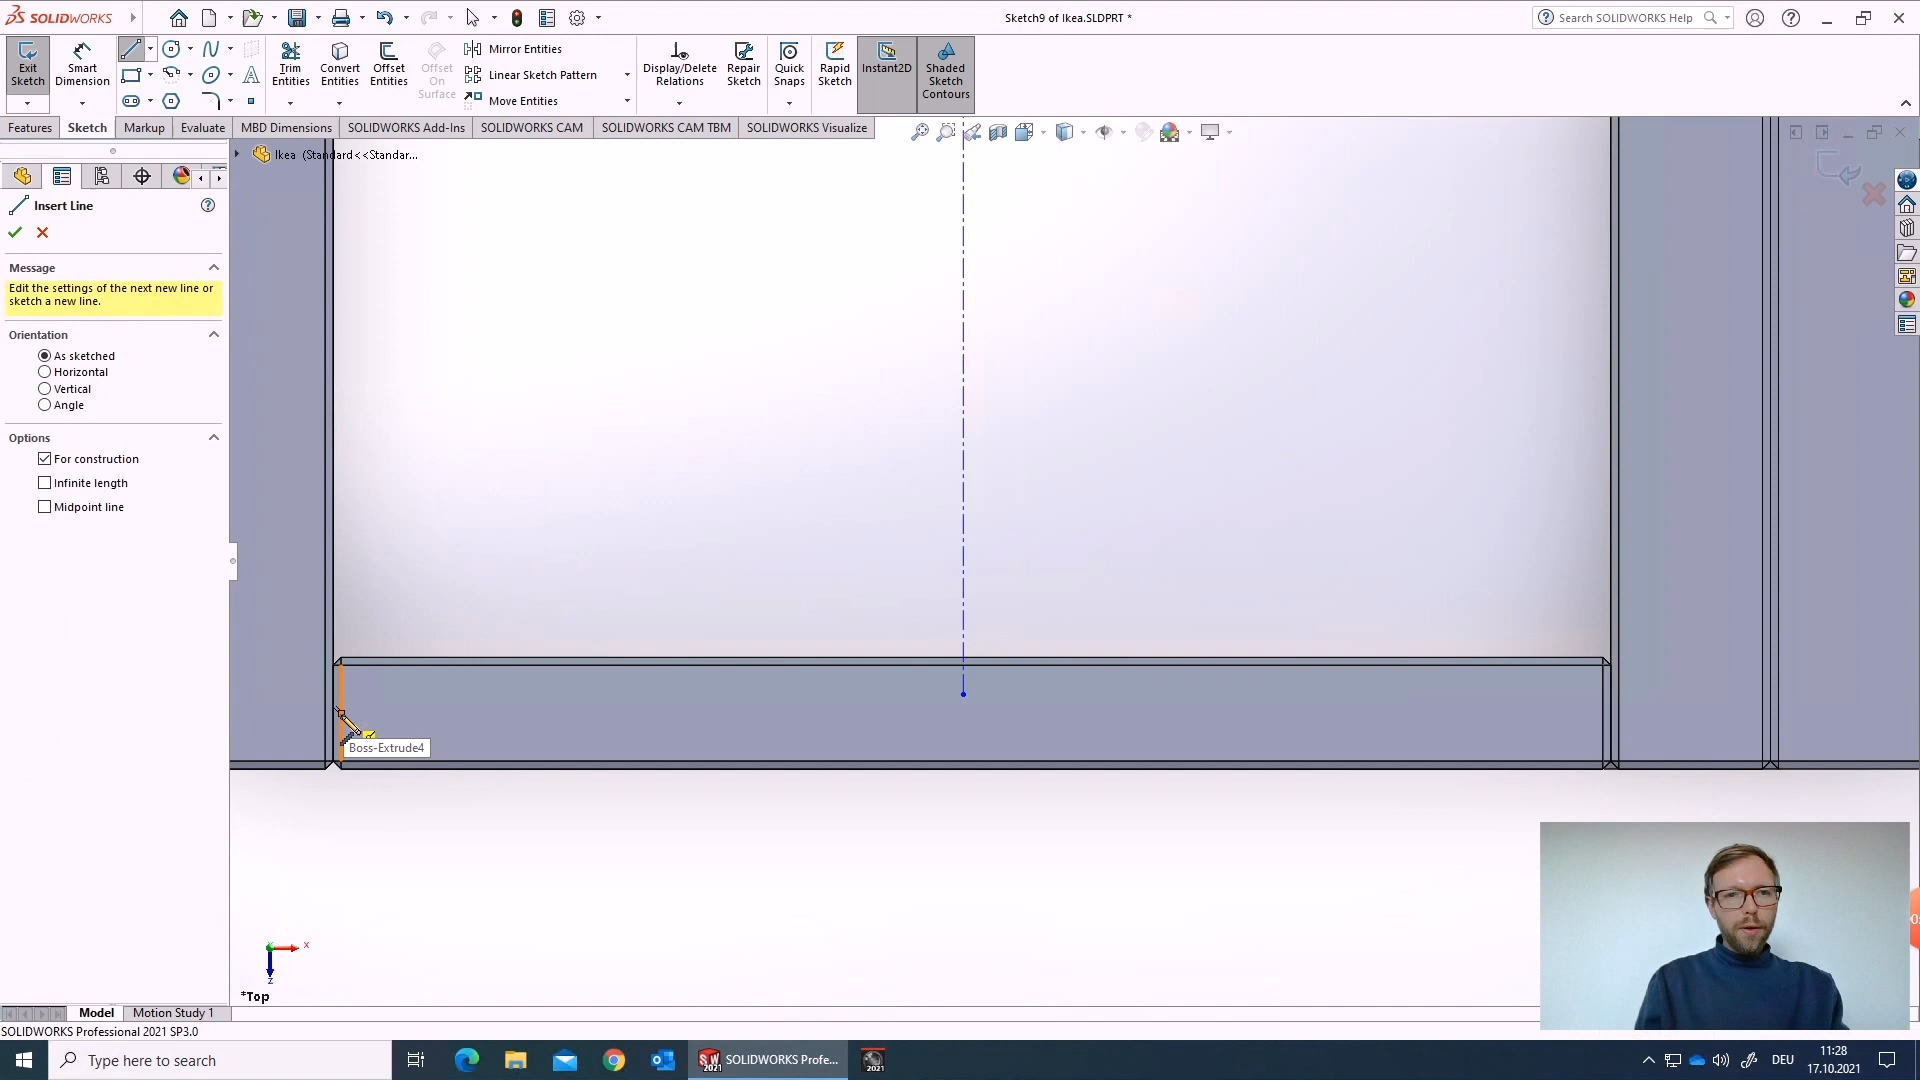 SOLIDWORKS
Sketch9 of Ikea.SLDPRT *
Search SOLIDWORKS Help
Exit Sketch
Smart Dimension
Trim Entities
Convert Entities
Offset Entities
Offset On Surface
Mirror Entities
Linear Sketch Pattern
Move Entities
Display/Delete Relations
Repair Sketch
Quick Snaps
Rapid Sketch
Instant2D
Shaded Sketch Contours
Features
Sketch
Markup
Evaluate
MBD Dimensions
SOLIDWORKS Add-Ins
SOLIDWORKS CAM
SOLIDWORKS CAM TBM
SOLIDWORKS Visualize
Ikea (Standard<<Standar...
Insert Line
Message
Edit the settings of the next new line or
sketch a new line.
Orientation
As sketched
Horizontal
Vertical
Angle
Options
For construction
Infinite length
Midpoint line
Boss-Extrude4
x
z
*Top
Model
Motion Study 1
SOLIDWORKS Professional 2021 SP3.0
Type here to search
SOLIDWORKS Profe...
DEU
11:28
17.10.2021